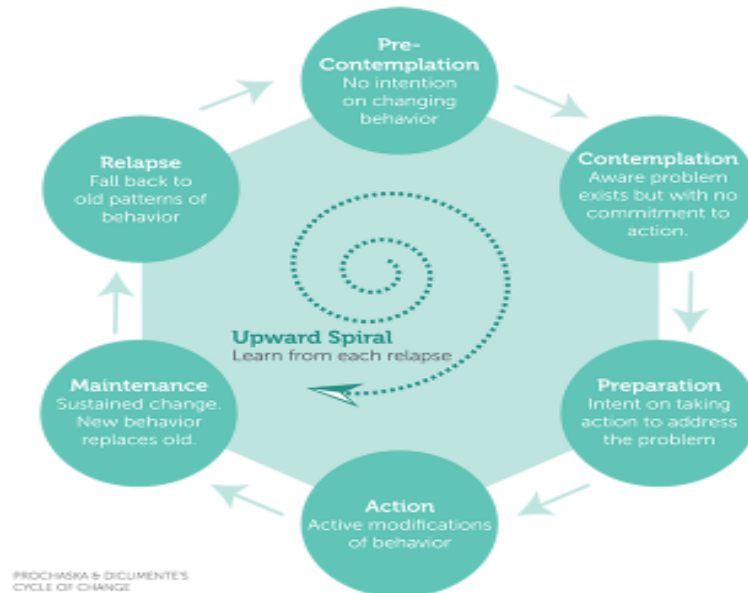 Pre-
Contemplation
No intention
on changing
behavior
Contemplation
Aware problem
exists but with no
commitment to
action.
Preparation
Intent on taking
action to address
the problem
Action
Active modifications
of behavior
Maintenance
Sustained change.
New behavior
replaces old.
Relapse
Fall back to
old patterns of
behavior
Upward Spiral
Learn from each relapse
PROCHASKA & DICLIMENTE'S
CYCLE OF CHANGE